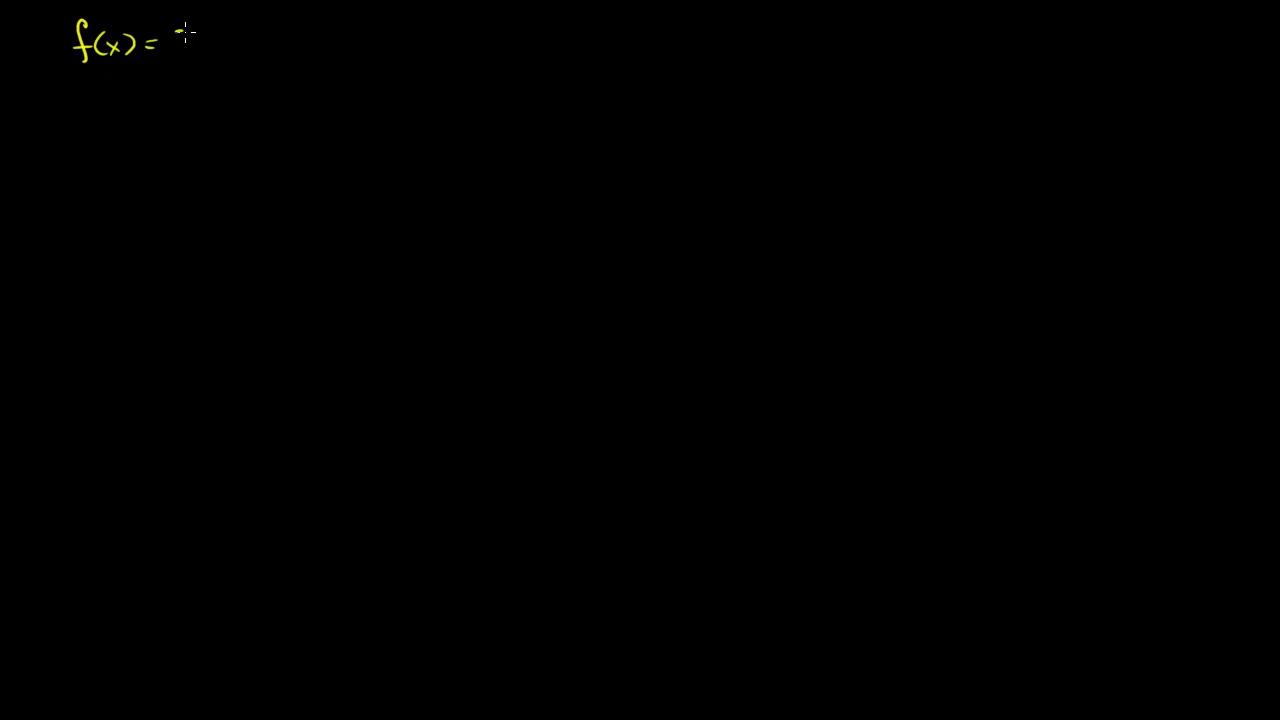 f(x) =